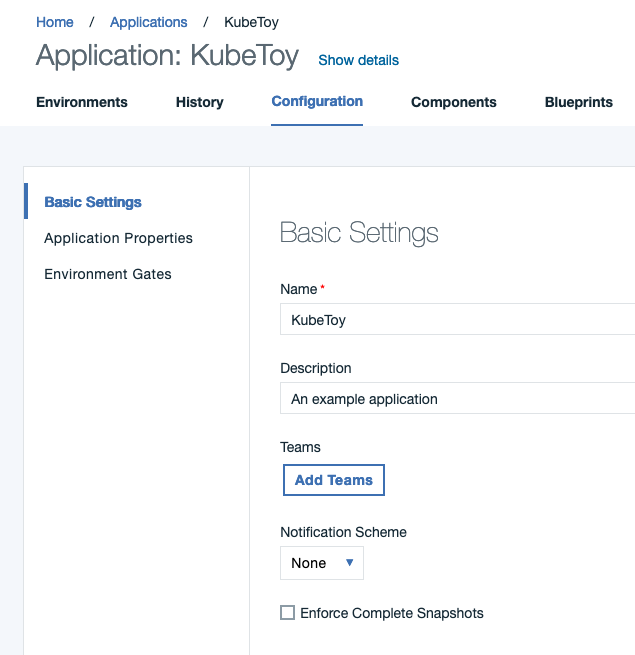 Home / Applications / KubeToy
Application: KubeToy Show details
Environments History Configuration Components Blueprints
Basic Settings
Application Properties
Environment Gates
Basic Settings
Name *
KubeToy
Description
An example application
Teams
Add Teams
Notification Scheme
None
Enforce Complete Snapshots